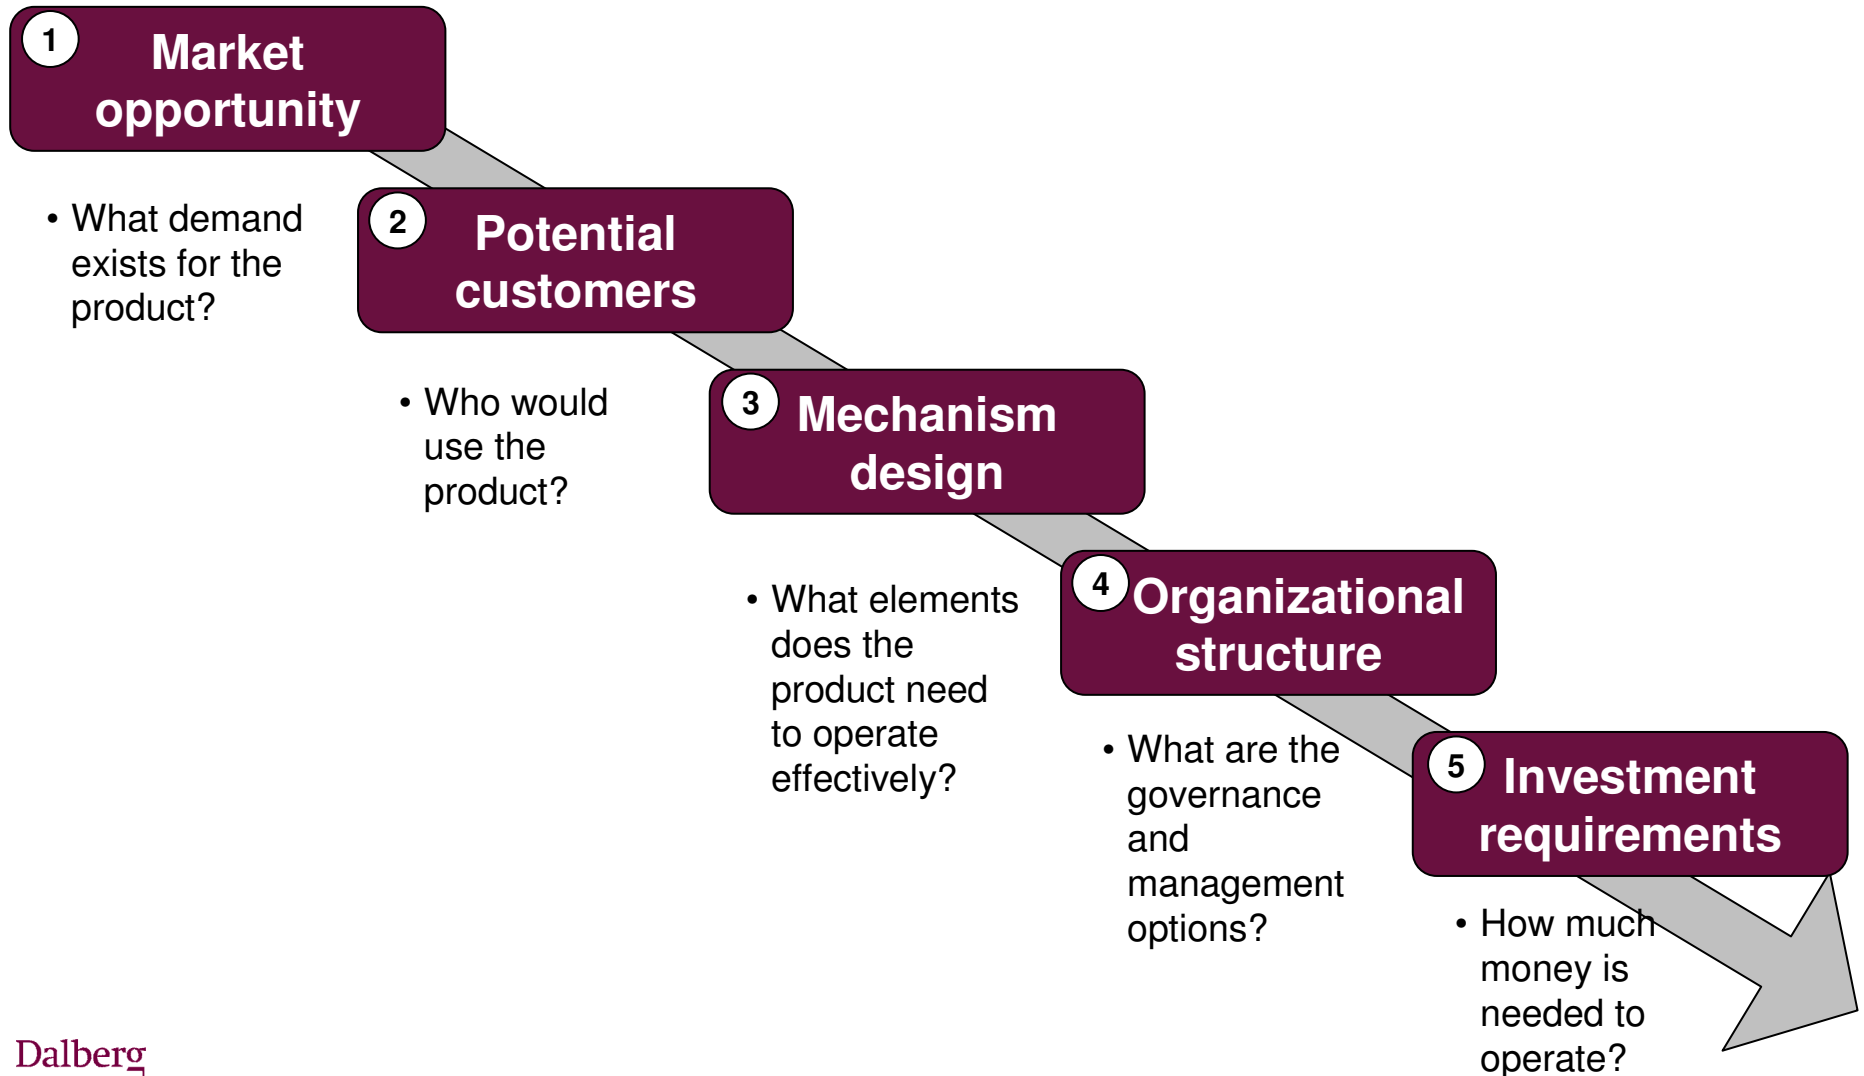 1
Market
opportunity
• What demand
exists for the
product?
2
Potential
customers
• Who would
use the
product?
3
Mechanism
design
• What elements
does the
product need
to operate
effectively?
4
Organizational
structure
• What are the
governance
and
management
options?
5
Investment
requirements
• How much
money is
needed to
operate?
Dalberg